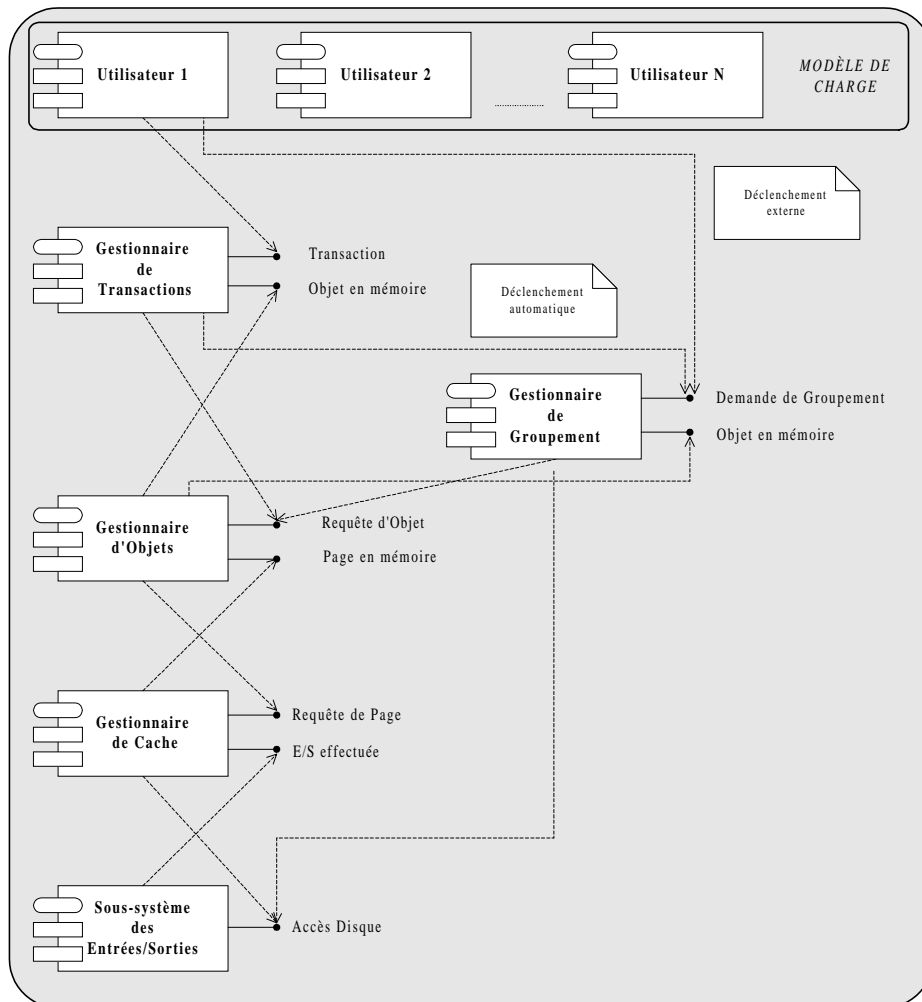 Utilisateur 1
Utilisateur 2
Utilisateur N
MODÈLE DE
CHARGE
Déclenchement
externe
Gestionnaire
de
Transactions
Transaction
Objet en mémoire
Déclenchement
automatique
Gestionnaire
de
Groupement
Demande de Groupement
Objet en mémoire
Gestionnaire
d'Objets
Requête d'Objet
Page en mémoire
Gestionnaire
de Cache
Requête de Page
E/S effectuée
Sous-système
des
Entrées/Sorties
Accès Disque